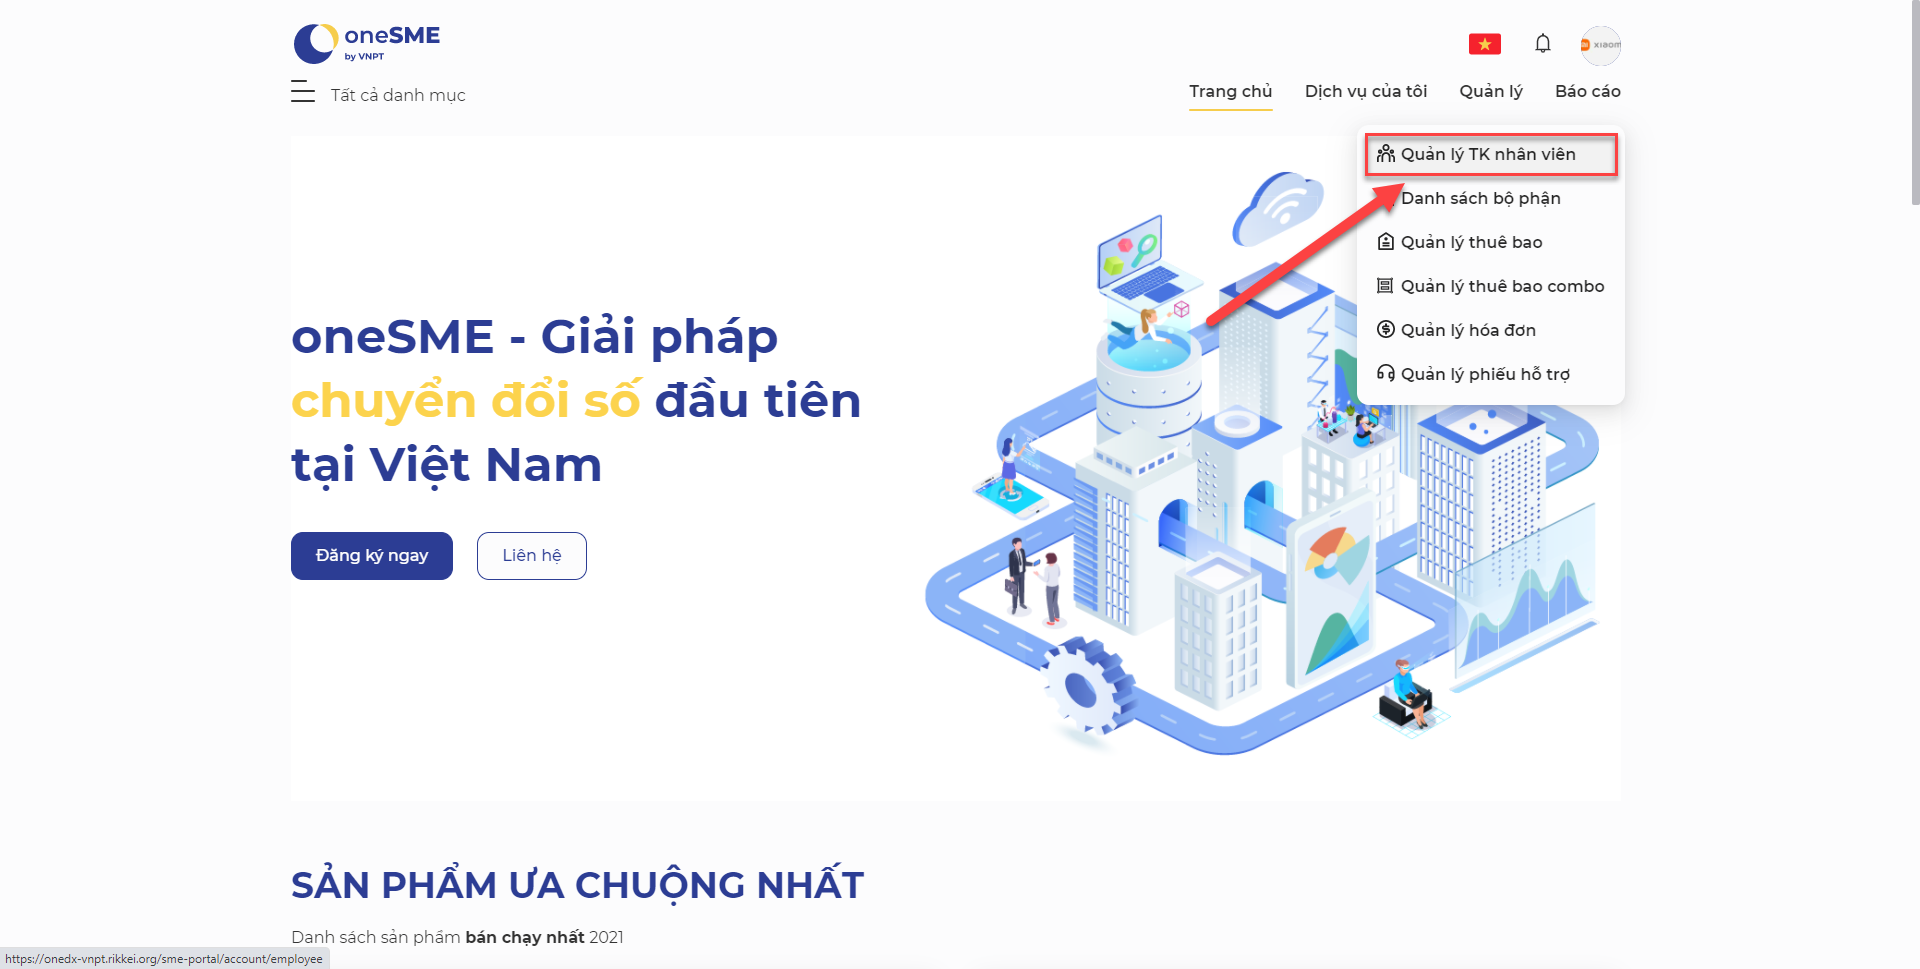 oneSME
by VNPT
xiaom
Tất cả danh mục
Trang chủ
Dịch vụ của tôi
Quản lý
Báo cáo
Quản lý TK nhân viên
Danh sách bộ phận
Quản lý thuê bao
Quản lý thuê bao combo
Quản lý hóa đơn
Quản lý phiếu hỗ trợ
oneSME - Giải pháp
chuyển đổi số đầu tiên
tại Việt Nam
Đăng ký ngay
Liên hệ
SẢN PHẨM ƯA CHUỘNG NHẤT
Danh sách sản phẩm bán chạy nhất 2021
https://onedx-vnpt.rikkei.org/sme-portal/account/employee